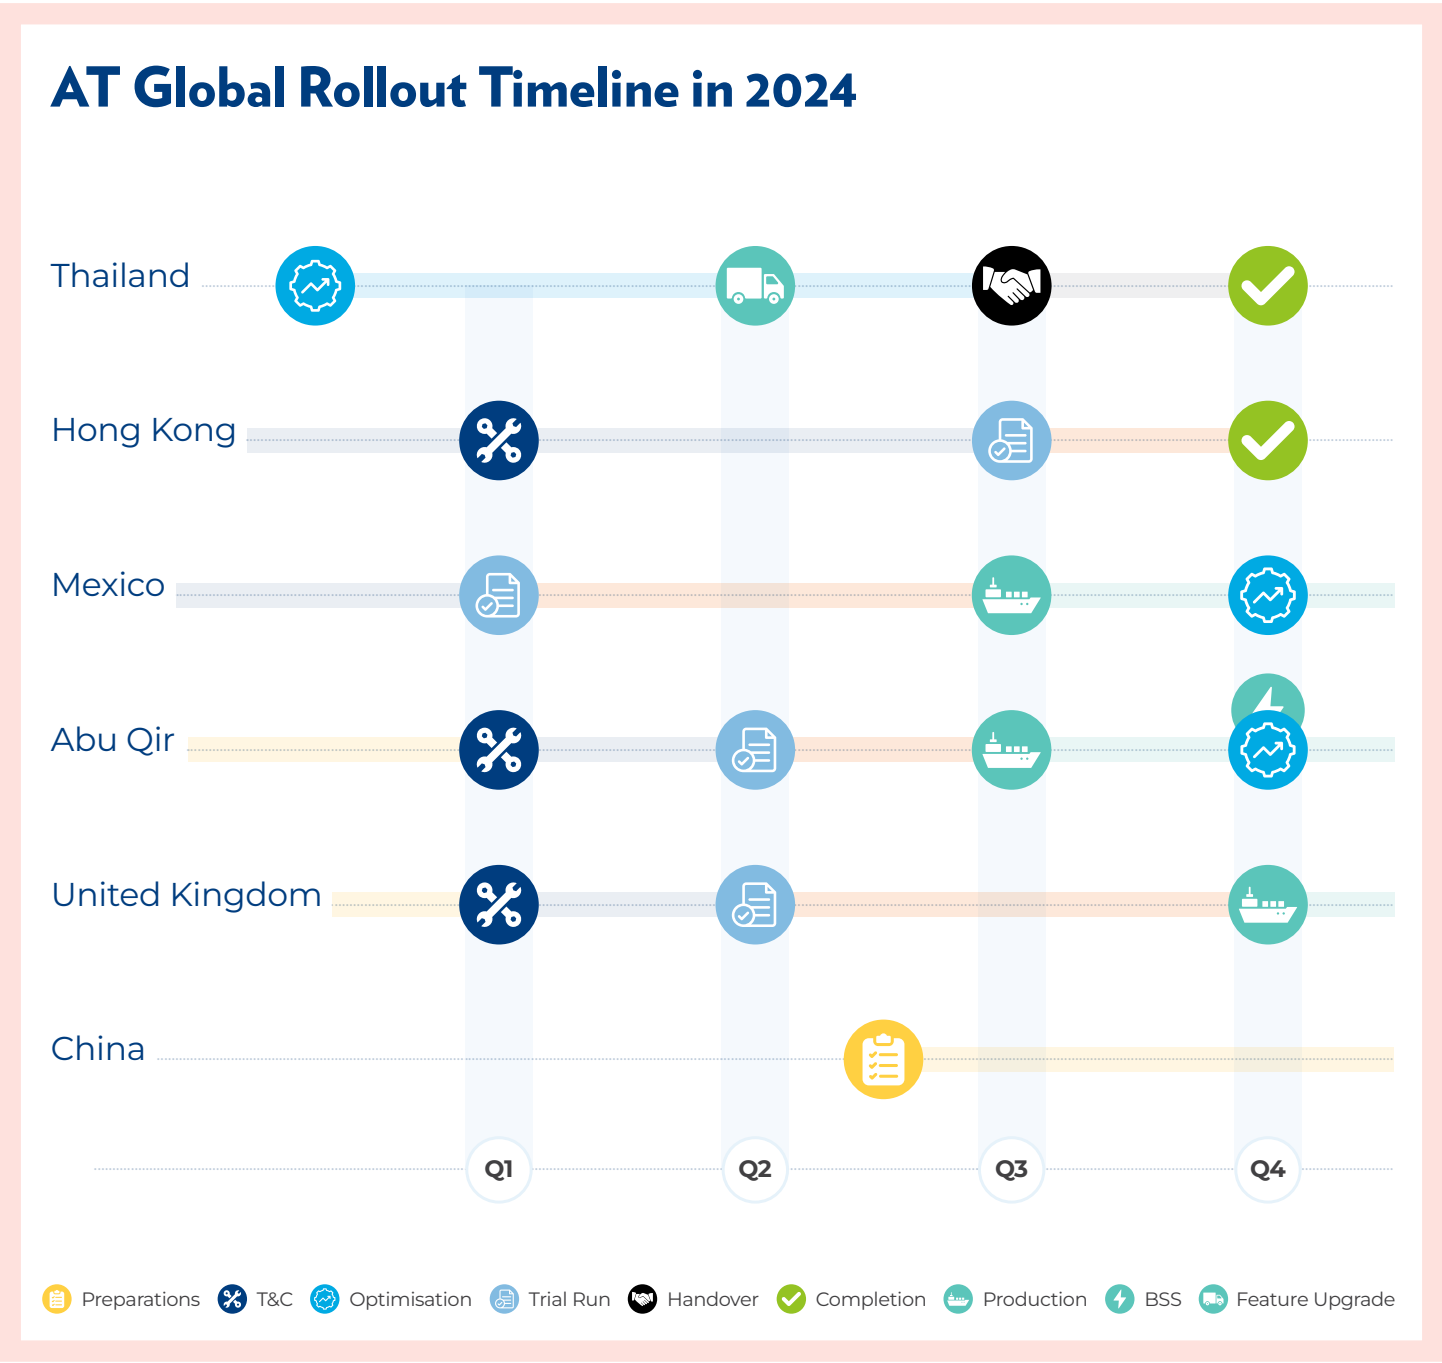 AT Global Rollout Timeline in 2024
Thailand
Hong Kong
Mexico
Abu Qir
United Kingdom
China
Q1 Q2 Q3 Q4
Preparations T&C Optimisation Trial Run Handover Completion Production BSS Feature Upgrade